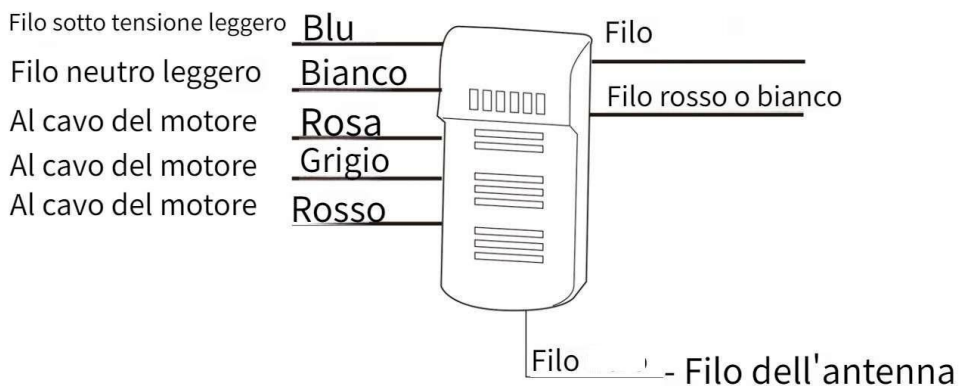 Filo sotto tensione leggero Blu
Filo neutro leggero Bianco
Al cavo del motore Rosa
Al cavo del motore Grigio
Al cavo del motore Rosso
Filo
Filo rosso o bianco
Filo - Filo dell'antenna